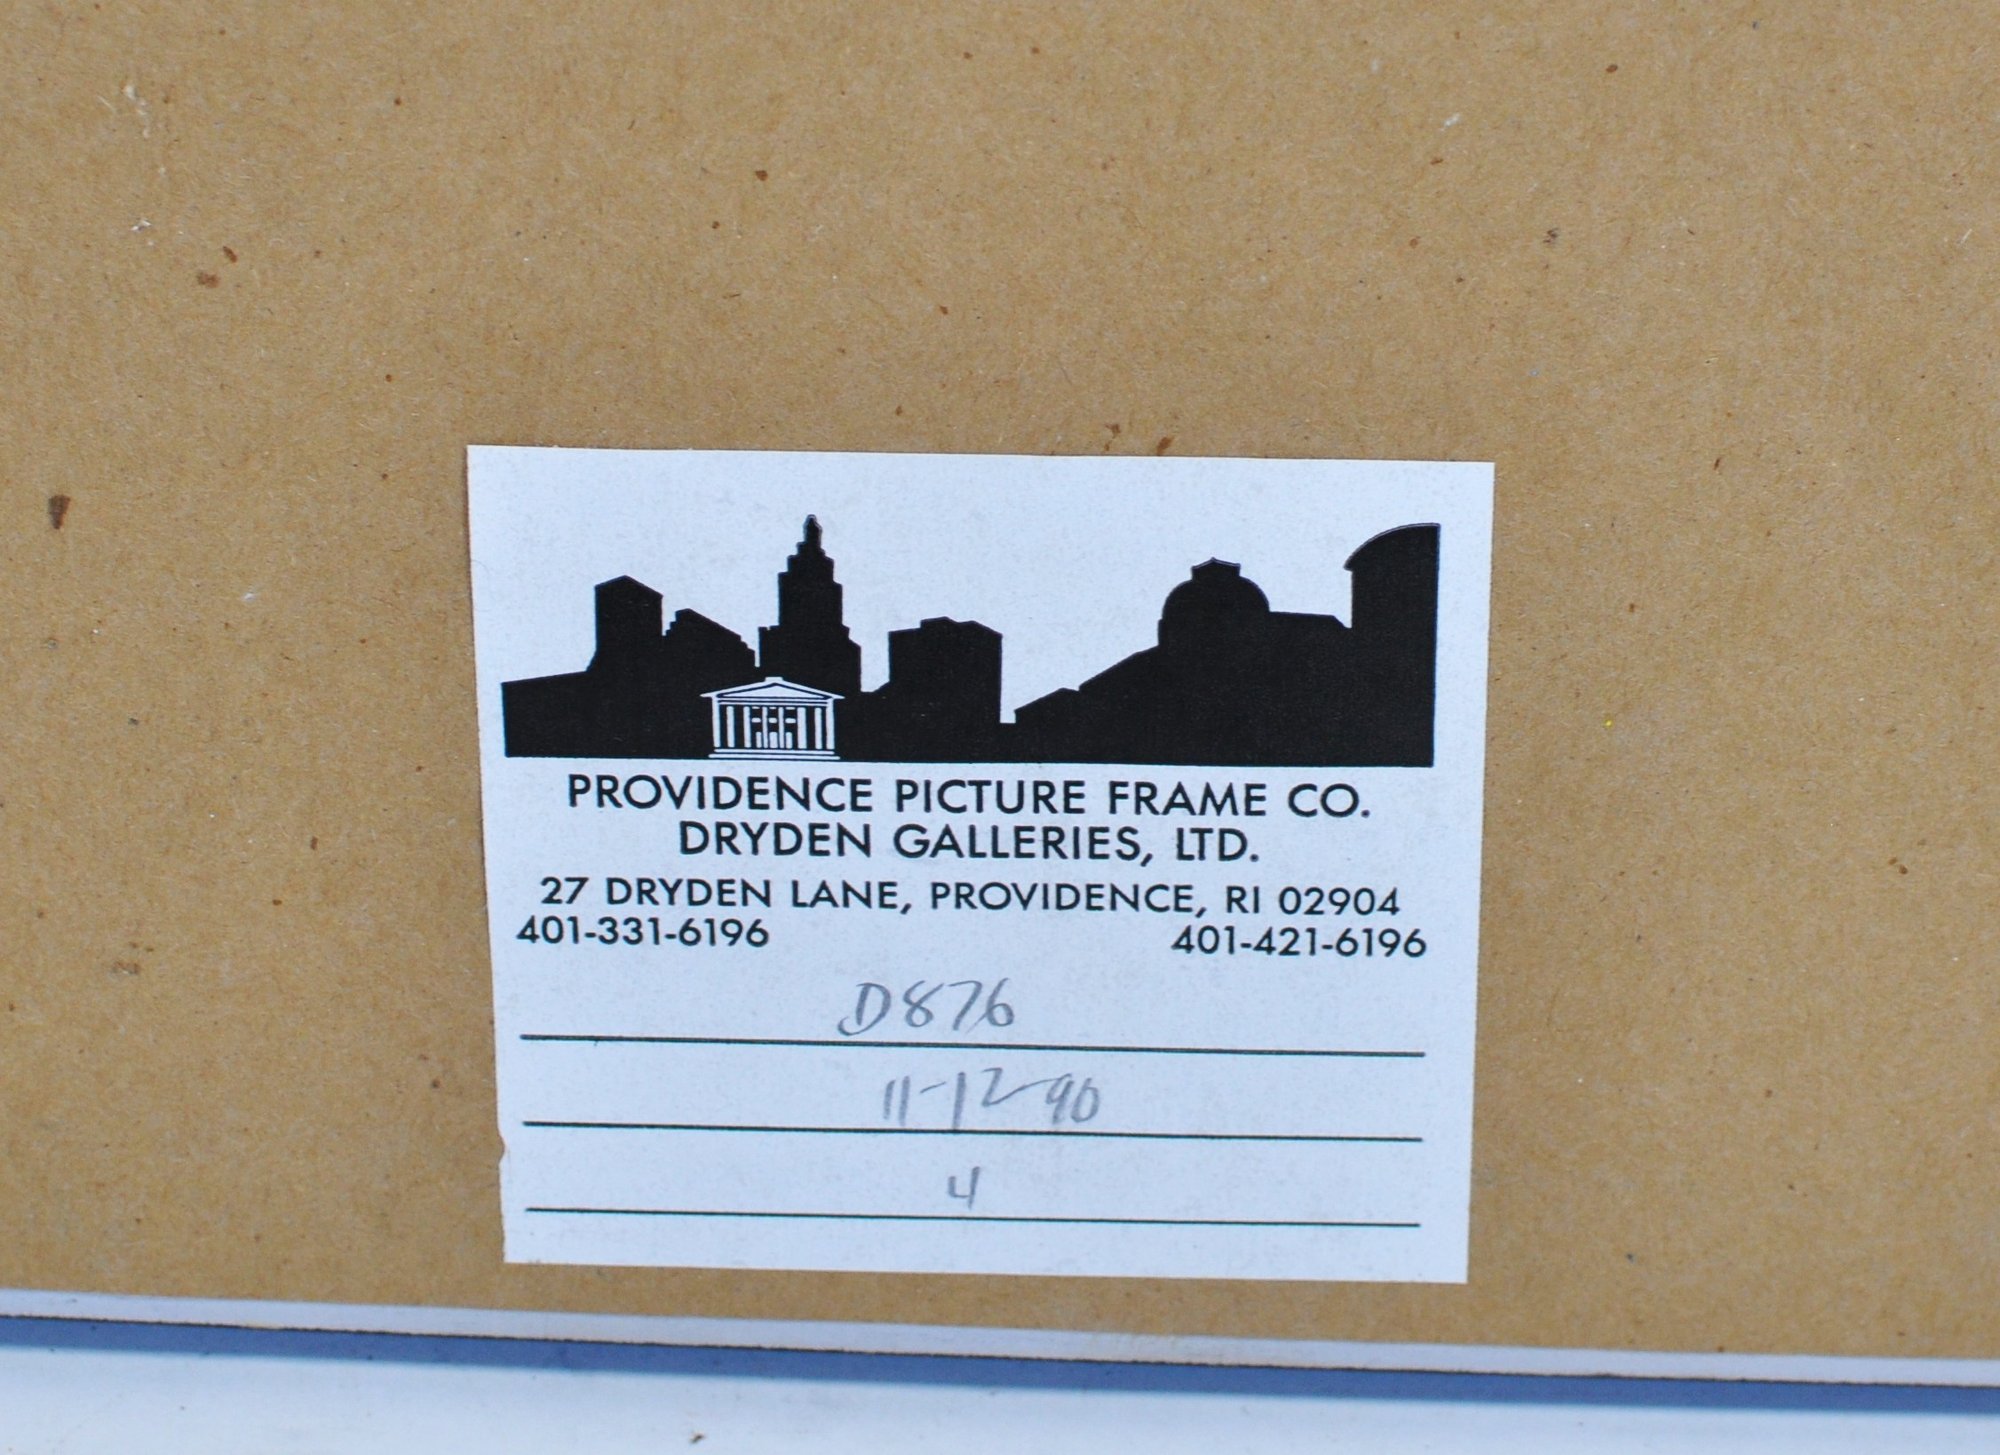 PROVIDENCE PICTURE FRAME CO.
DRYDEN GALLERIES, LTD.
27 DRYDEN LANE, PROVIDENCE, RI 02904
401-331-6196 401-421-6196
D876
11-12-90
4